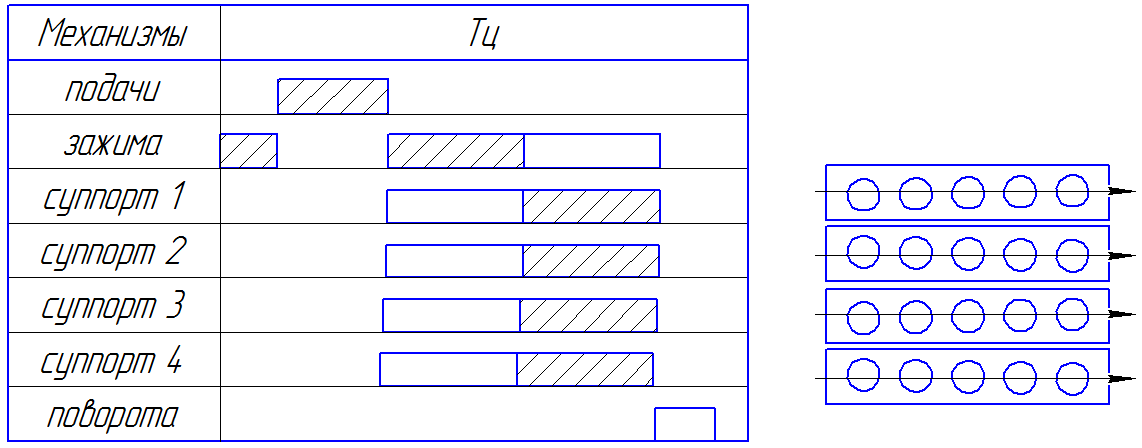 Механизмы Тц
подачи
зажима
суппорт 1
суппорт 2
суппорт 3
суппорт 4
поворота